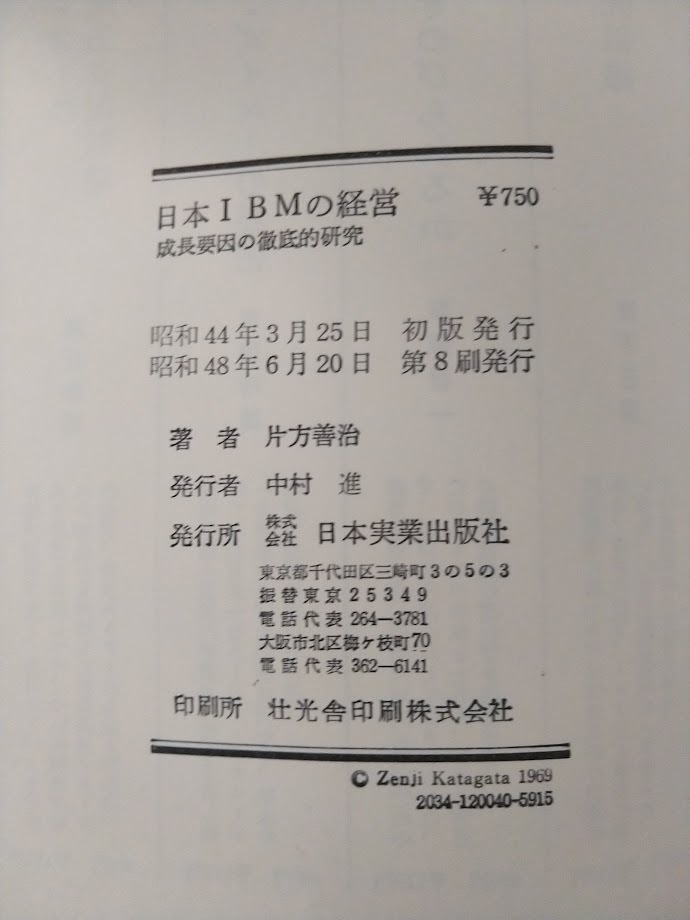 日本IBMの経営 ¥750
成長要因の徹底的研究
昭和44年3月25日 初版発行
昭和48年6月20日 第8刷発行
著者 片方善治
発行者 中村 進
発行所 株式会社 日本実業出版社
東京都千代田区三崎町3の5の3
振替東京25349
電話代表 264—3781
大阪市北区梅ケ枝町70
電話代表 362—6141
印刷所 壮光舎印刷株式会社
© Zenji Katagata 1969
2034-120040-5915